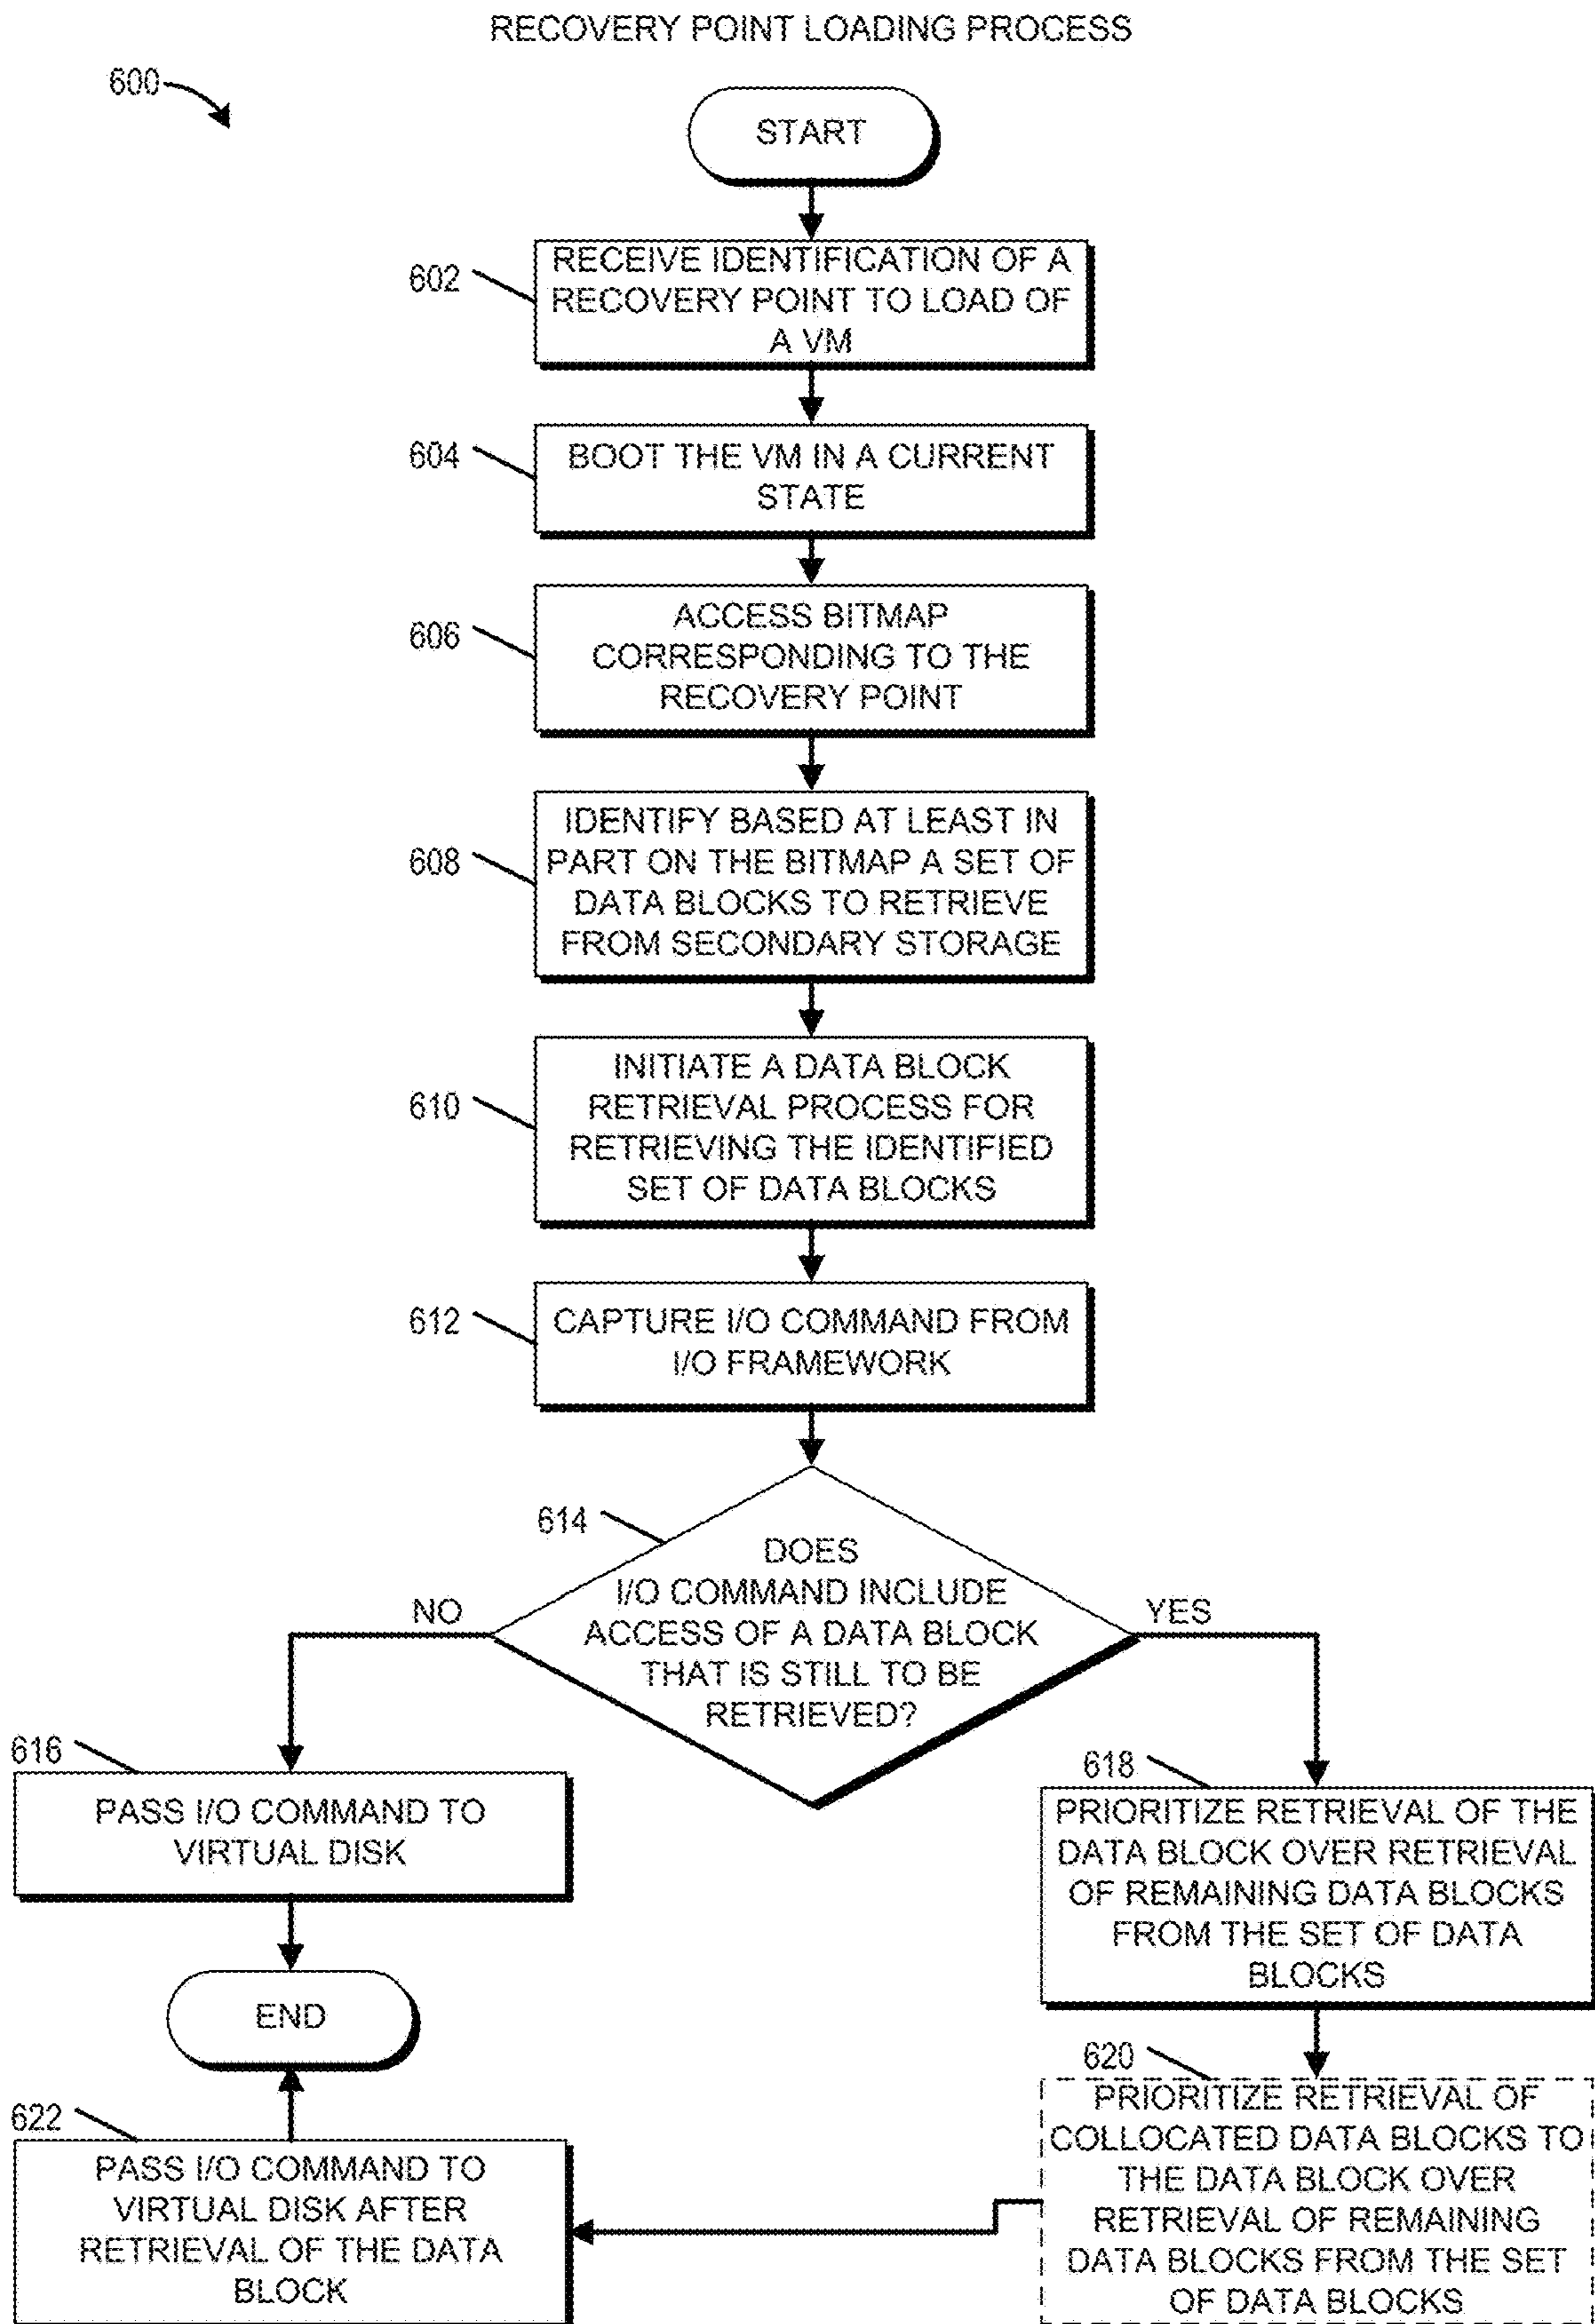 RECOVERY POINT LOADING PROCESS
600
START
602
RECEIVE IDENTIFICATION OF A
RECOVERY POINT TO LOAD OF
A VM
604
BOOT THE VM IN A CURRENT
STATE
606
ACCESS BITMAP
CORRESPONDING TO THE
RECOVERY POINT
608
IDENTIFY BASED AT LEAST IN
PART ON THE BITMAP A SET OF
DATA BLOCKS TO RETRIEVE
FROM SECONDARY STORAGE
610
INITIATE A DATA BLOCK
RETRIEVAL PROCESS FOR
RETRIEVING THE IDENTIFIED
SET OF DATA BLOCKS
612
CAPTURE I/O COMMAND FROM
I/O FRAMEWORK
614
DOES
I/O COMMAND INCLUDE
ACCESS OF A DATA BLOCK
THAT IS STILL TO BE
RETRIEVED?
NO
YES
616
PASS I/O COMMAND TO
VIRTUAL DISK
618
PRIORITIZE RETRIEVAL OF THE
DATA BLOCK OVER RETRIEVAL
OF REMAINING DATA BLOCKS
FROM THE SET OF DATA
BLOCKS
END
620
PRIORITIZE RETRIEVAL OF
COLLOCATED DATA BLOCKS TO
THE DATA BLOCK OVER
RETRIEVAL OF REMAINING
DATA BLOCKS FROM THE SET
OF DATA BLOCKS
622
PASS I/O COMMAND TO
VIRTUAL DISK AFTER
RETRIEVAL OF THE DATA
BLOCK